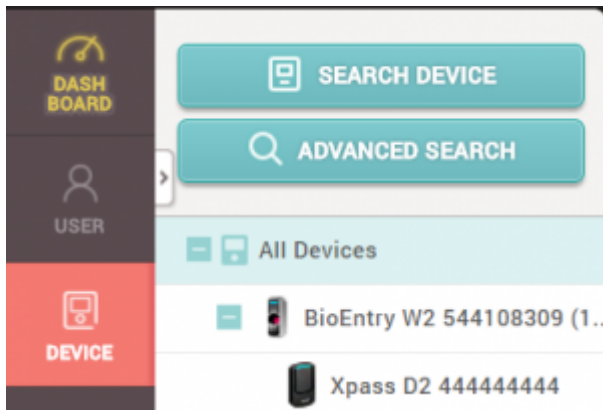 DASH
BOARD
USER
DEVICE
SEARCH DEVICE
ADVANCED SEARCH
All Devices
BioEntry W2 544108309 (1...
Xpass D2 444444444